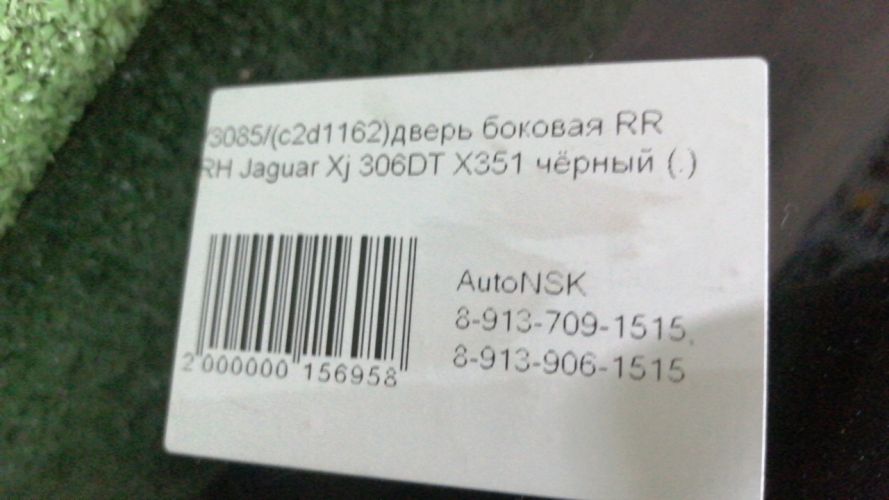 /3085/(c2d1162)дверь боковая RR
RH Jaguar Xj 306DT X351 чёрный (.)
AutoNSK
8-913-709-1515,
8-913-906-1515
2 000000 156958